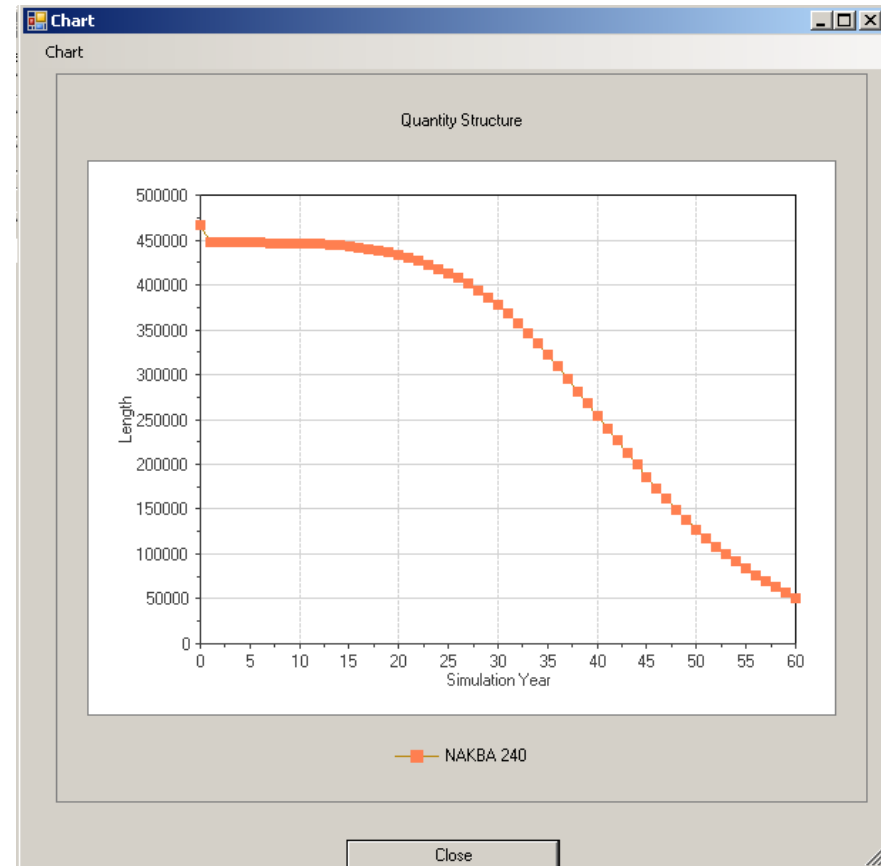 Chart
Chart
Quantity Structure
500000
450000
400000
350000
300000
250000
200000
150000
100000
50000
0
Length
0 5 10 15 20 25 30 35 40 45 50 55 60
Simulation Year
NAKBA 240
Close